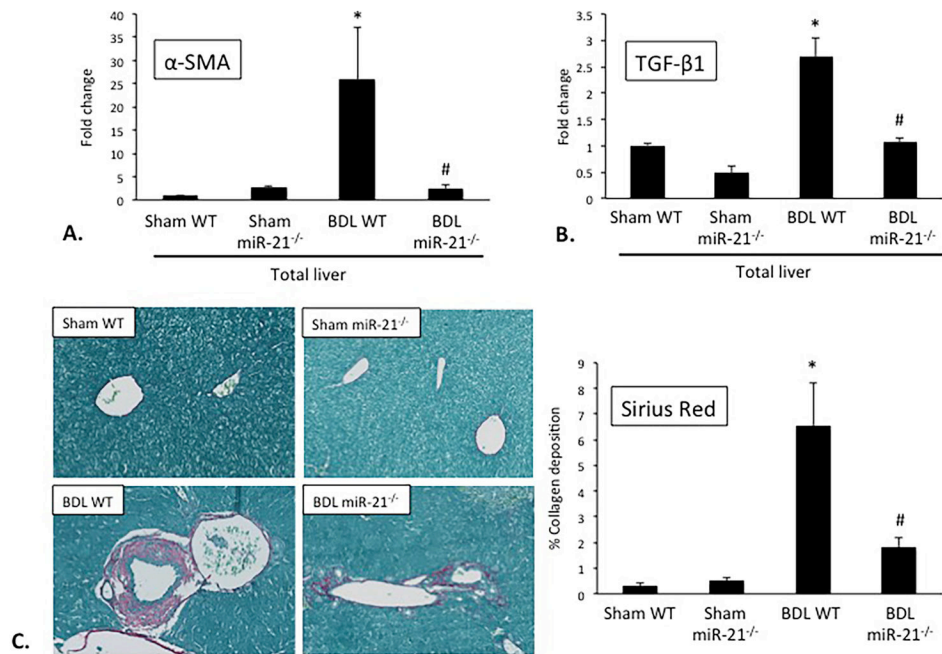 α-SMA
Fold change
40
35
30
25
20
15
10
5
0
*
#
Sham WT
Sham
miR-21-/-
BDL WT
BDL
miR-21-/-
Total liver
A.
TGF-β1
Fold change
3.5
3
2.5
2
1.5
1
0.5
0
*
#
Sham WT
Sham
miR-21-/-
BDL WT
BDL
miR-21-/-
Total liver
B.
Sham WT
Sham miR-21-/-
BDL WT
BDL miR-21-/-
C.
Sirius Red
% Collagen deposition
9
8
7
6
5
4
3
2
1
0
*
#
Sham WT
Sham
miR-21-/-
BDL WT
BDL
miR-21-/-